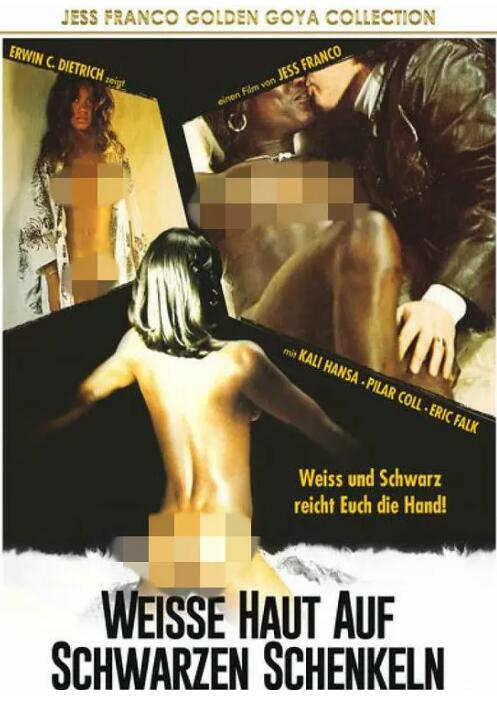 JESS FRANCO GOLDEN GOYA COLLECTION
ERWIN C. DIETRICH zeigt
einen Film von JESS FRANCO
mit KALI HANSA • PILAR COLL • ERIC FALK
Weiss und Schwarz
reicht Euch die Hand!
WEISSE HAUT AUF
SCHWARZEN SCHENKELN